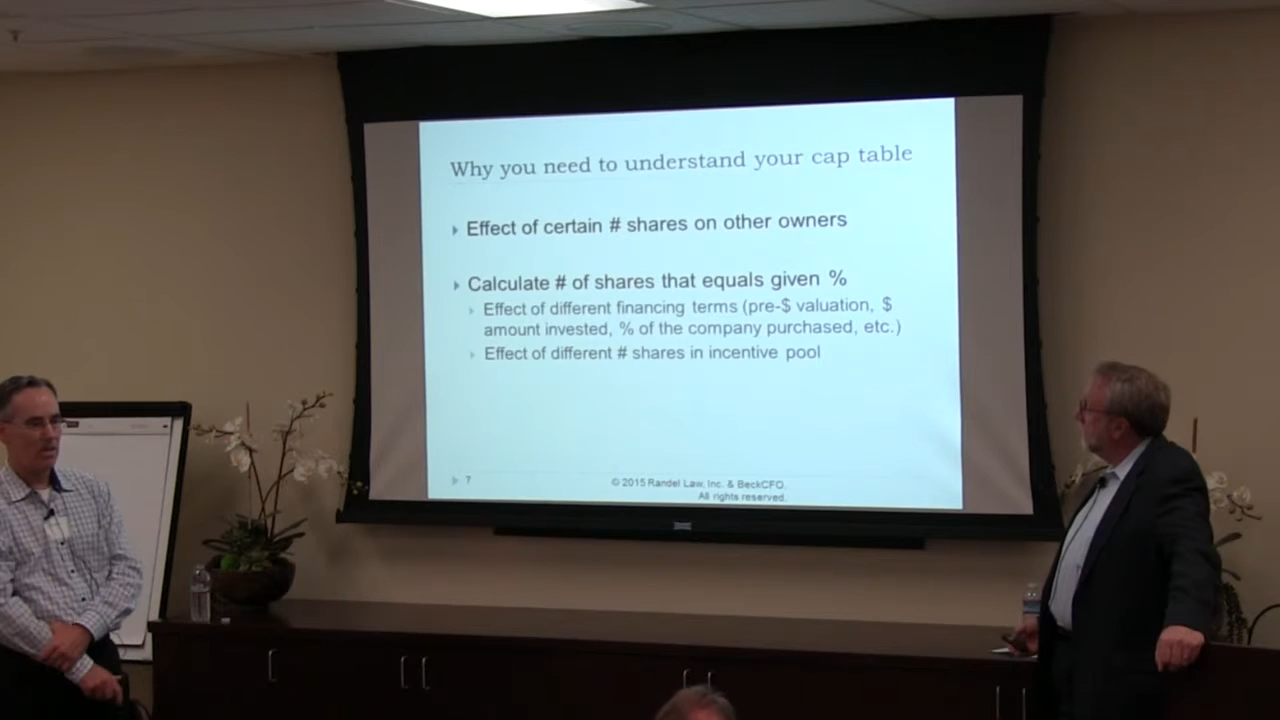 Why you need to understand your cap table
Effect of certain # shares on other owners
Calculate # of shares that equals given %
Effect of different financing terms (pre-$ valuation, $
amount invested, % of the company purchased, etc.)
Effect of different # shares in incentive pool
7
© 2015 Randel Law, Inc. & BeckCFO.
All rights reserved.